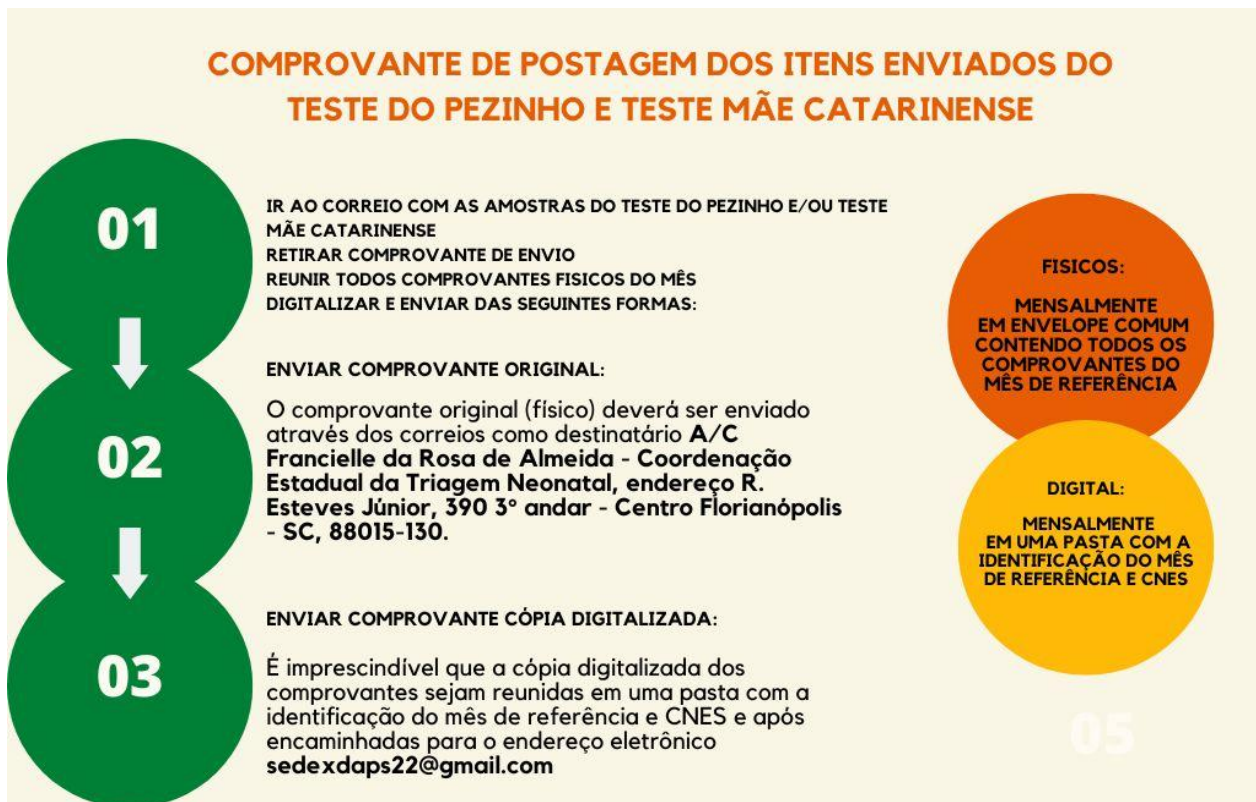 COMPROVANTE DE POSTAGEM DOS ITENS ENVIADOS DO
TESTE DO PEZINHO E TESTE MÃE CATARINENSE
01
IR AO CORREIO COM AS AMOSTRAS DO TESTE DO PEZINHO E/OU TESTE
MÃE CATARINENSE
RETIRAR COMPROVANTE DE ENVIO
REUNIR TODOS COMPROVANTES FISICOS DO MÊS
DIGITALIZAR E ENVIAR DAS SEGUINTES FORMAS:
02
ENVIAR COMPROVANTE ORIGINAL:
O comprovante original (físico) deverá ser enviado
através dos correios como destinatário A/C
Francielle da Rosa de Almeida - Coordenação
Estadual da Triagem Neonatal, endereço R.
Esteves Júnior, 390 3º andar - Centro Florianópolis
- SC, 88015-130.
03
ENVIAR COMPROVANTE CÓPIA DIGITALIZADA:
É imprescindível que a cópia digitalizada dos
comprovantes sejam reunidas em uma pasta com a
identificação do mês de referência e CNES e após
encaminhadas para o endereço eletrônico
sedexdaps22@gmail.com
FISICOS:
MENSALMENTE
EM ENVELOPE COMUM
CONTENDO TODOS OS
COMPROVANTES DO
MÊS DE REFERÊNCIA
DIGITAL:
MENSALMENTE
EM UMA PASTA COM A
IDENTIFICAÇÃO DO MÊS
DE REFERÊNCIA E CNES
05